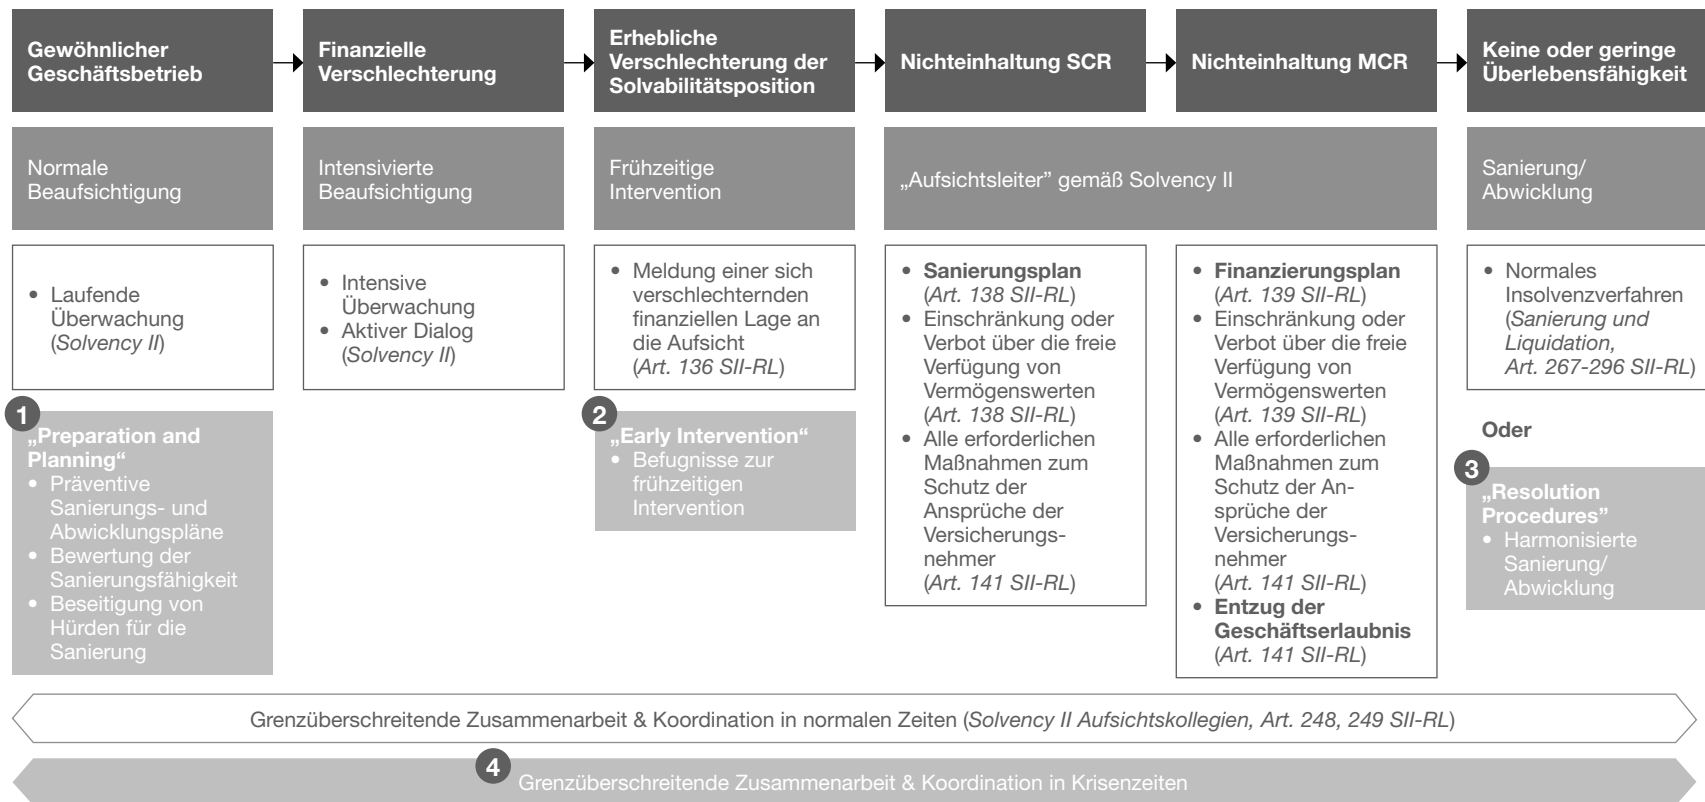 Gewöhnlicher
Geschäftsbetrieb
Finanzielle
Verschlechterung
Erhebliche
Verschlechterung der
Solvabilitätsposition
Nichteinhaltung SCR
Nichteinhaltung MCR
Keine oder geringe
Überlebensfähigkeit
Normale
Beaufsichtigung
Intensivierte
Beaufsichtigung
Frühzeitige
Intervention
„Aufsichtsleiter” gemäß Solvency II
Sanierung/
Abwicklung
• Laufende
Überwachung
(Solvency II)
• Intensive
Überwachung
• Aktiver Dialog
(Solvency II)
• Meldung einer sich
verschlechternden
finanziellen Lage an
die Aufsicht
(Art. 136 SII-RL)
• Sanierungsplan
(Art. 138 SII-RL)
• Einschränkung oder
Verbot über die freie
Verfügung von
Vermögenswerten
(Art. 138 SII-RL)
• Alle erforderlichen
Maßnahmen zum
Schutz der
Ansprüche der
Versicherungs-
nehmer
(Art. 141 SII-RL)
• Finanzierungsplan
(Art. 139 SII-RL)
• Einschränkung oder
Verbot über die freie
Verfügung von
Vermögenswerten
(Art. 139 SII-RL)
• Alle erforderlichen
Maßnahmen zum
Schutz der An-
sprüche der
Versicherungs-
nehmer
(Art. 141 SII-RL)
• Entzug der
Geschäftserlaubnis
(Art. 141 SII-RL)
• Normales
Insolvenzverfahren
(Sanierung und
Liquidation,
Art. 267-296 SII-RL)
1
„Preparation and
Planning“
• Präventive
Sanierungs- und
Abwicklungspläne
• Bewertung der
Sanierungsfähigkeit
• Beseitigung von
Hürden für die
Sanierung
2
„Early Intervention“
• Befugnisse zur
frühzeitigen
Intervention
Oder
3
„Resolution
Procedures”
• Harmonisierte
Sanierung/
Abwicklung
Grenzüberschreitende Zusammenarbeit & Koordination in normalen Zeiten (Solvency II Aufsichtskollegien, Art. 248, 249 SII-RL)
4
Grenzüberschreitende Zusammenarbeit & Koordination in Krisenzeiten